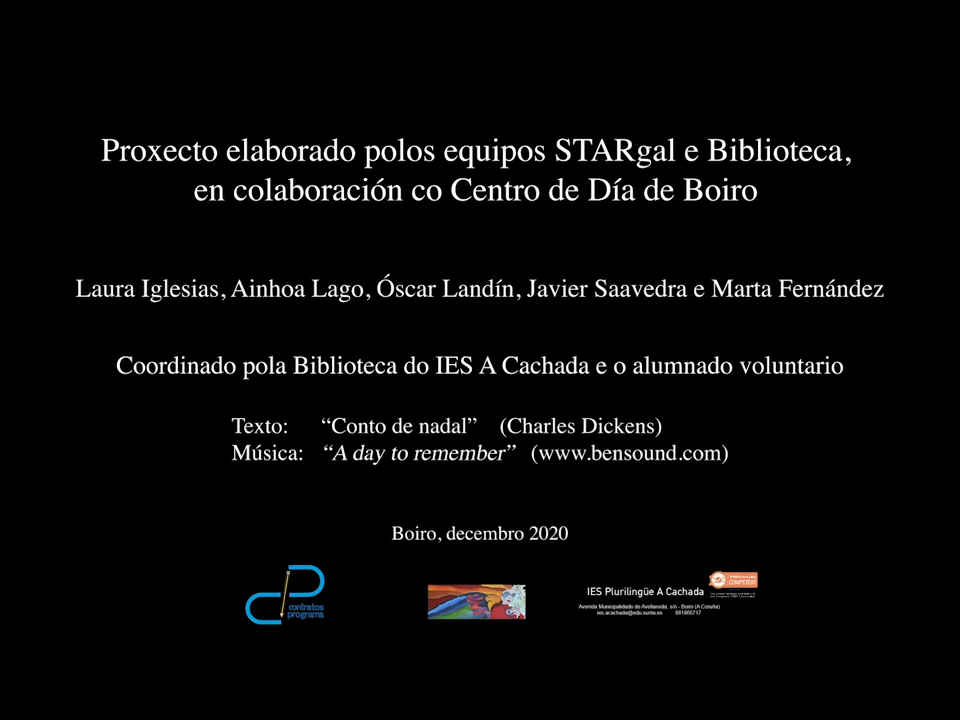 Proxecto elaborado polos equipos STARgal e Biblioteca,
en colaboración co Centro de Día de Boiro
Laura Iglesias, Ainhoa Lago, Óscar Landín, Javier Saavedra e Marta Fernández
Coordinado pola Biblioteca do IES A Cachada e o alumnado voluntario
Texto: “Conto de nadal” (Charles Dickens)
Música: “A day to remember” (www.bensound.com)
Boiro, decembro 2020
contratos
programa
IES Plurilingüe A Cachada
COMPETENT
Avenida Municipalidade de Avellaneda, s/n - Boiro (A Coruña)
ies.acachada@edu.xunta.es 881866717